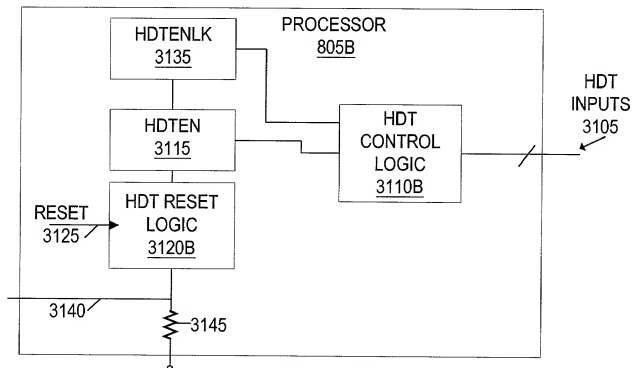 HDTENLK
3135
PROCESSOR
805B
HDT
INPUTS
3105
HDTEN
3115
HDT
CONTROL
LOGIC
3110B
HDT RESET
LOGIC
3120B
RESET
3125
3140
3145